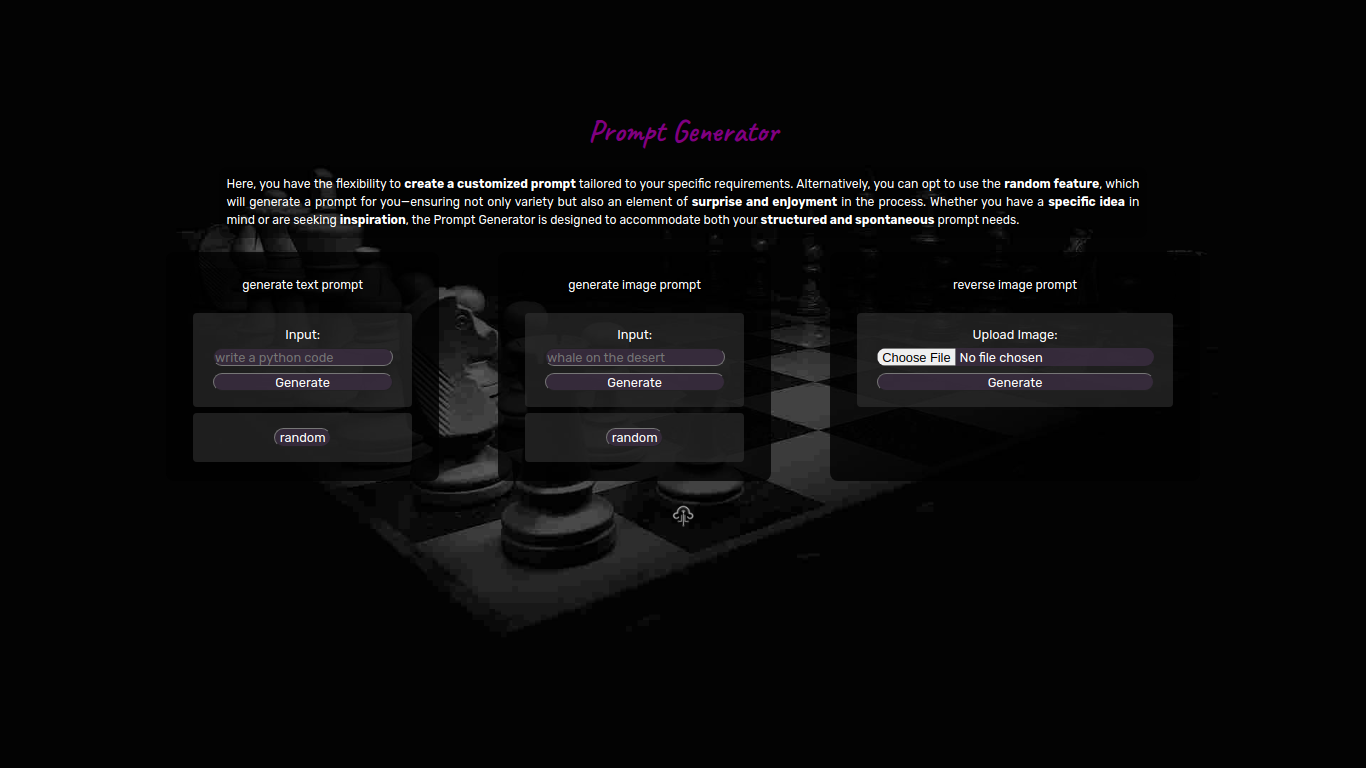 Prompt Generator
Here, you have the flexibility to create a customized prompt tailored to your specific requirements. Alternatively, you can opt to use the random feature, which
will generate a prompt for you—ensuring not only variety but also an element of surprise and enjoyment in the process. Whether you have a specific idea in
mind or are seeking inspiration, the Prompt Generator is designed to accommodate both your structured and spontaneous prompt needs.
generate text prompt
Input:
write a python code
Generate
random
generate image prompt
Input:
whale on the desert
Generate
random
reverse image prompt
Upload Image:
Choose File No file chosen
Generate